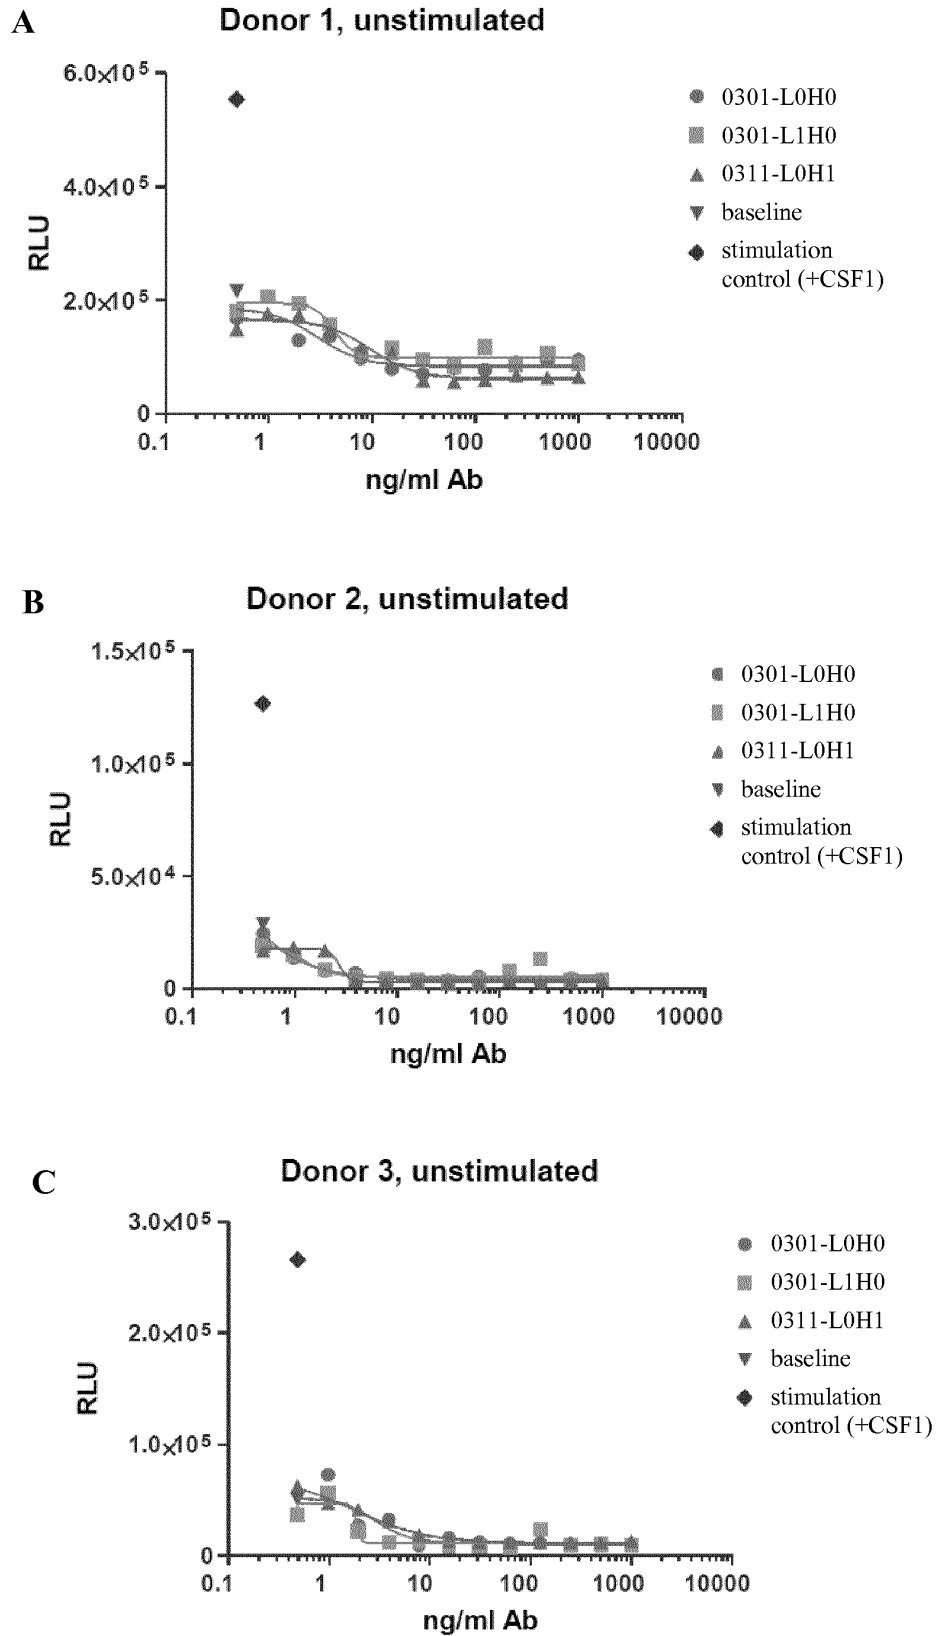 A
Donor 1, unstimulated
6.0×10⁵
4.0×10⁵
2.0×10⁵
0
RLU
0.1 1 10 100 1000 10000
ng/ml Ab
0301-L0H0
0301-L1H0
0311-L0H1
baseline
stimulation
control (+CSF1)
B
Donor 2, unstimulated
1.5×10⁵
1.0×10⁵
5.0×10⁴
0
RLU
0.1 1 10 100 1000 10000
ng/ml Ab
0301-L0H0
0301-L1H0
0311-L0H1
baseline
stimulation
control (+CSF1)
C
Donor 3, unstimulated
3.0×10⁵
2.0×10⁵
1.0×10⁵
0
RLU
0.1 1 10 100 1000 10000
ng/ml Ab
0301-L0H0
0301-L1H0
0311-L0H1
baseline
stimulation
control (+CSF1)